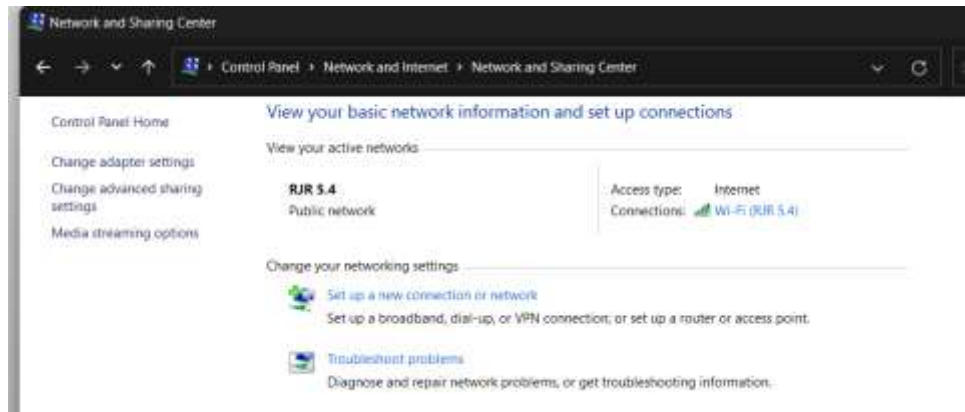 Network and Sharing Center
Control Panel › Network and Internet › Network and Sharing Center
Control Panel Home
Change adapter settings
Change advanced sharing
settings
Media streaming options
View your basic network information and set up connections
View your active networks
RJR 5.4
Public network
Access type: Internet
Connections: Wi-Fi (RJR 5.4)
Change your networking settings
Set up a new connection or network
Set up a broadband, dial-up, or VPN connection; or set up a router or access point.
Troubleshoot problems
Diagnose and repair network problems, or get troubleshooting information.